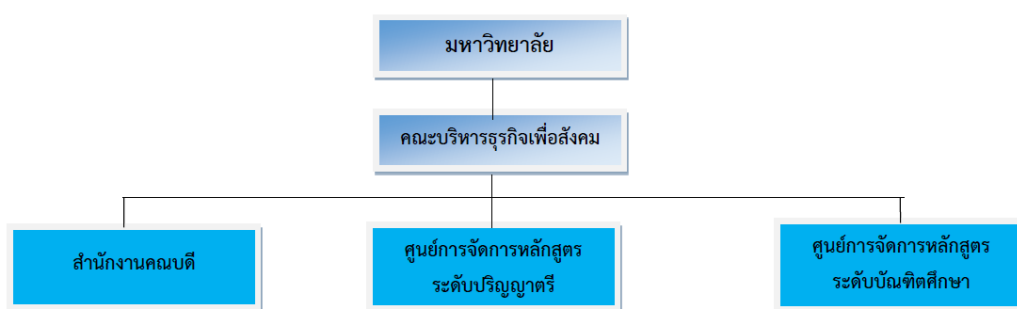 มหาวิทยาลัย
คณะบริหารธุรกิจเพื่อสังคม
สำนักงานคณบดี
ศูนย์การจัดการหลักสูตร
ระดับปริญญาตรี
ศูนย์การจัดการหลักสูตร
ระดับบัณฑิตศึกษา